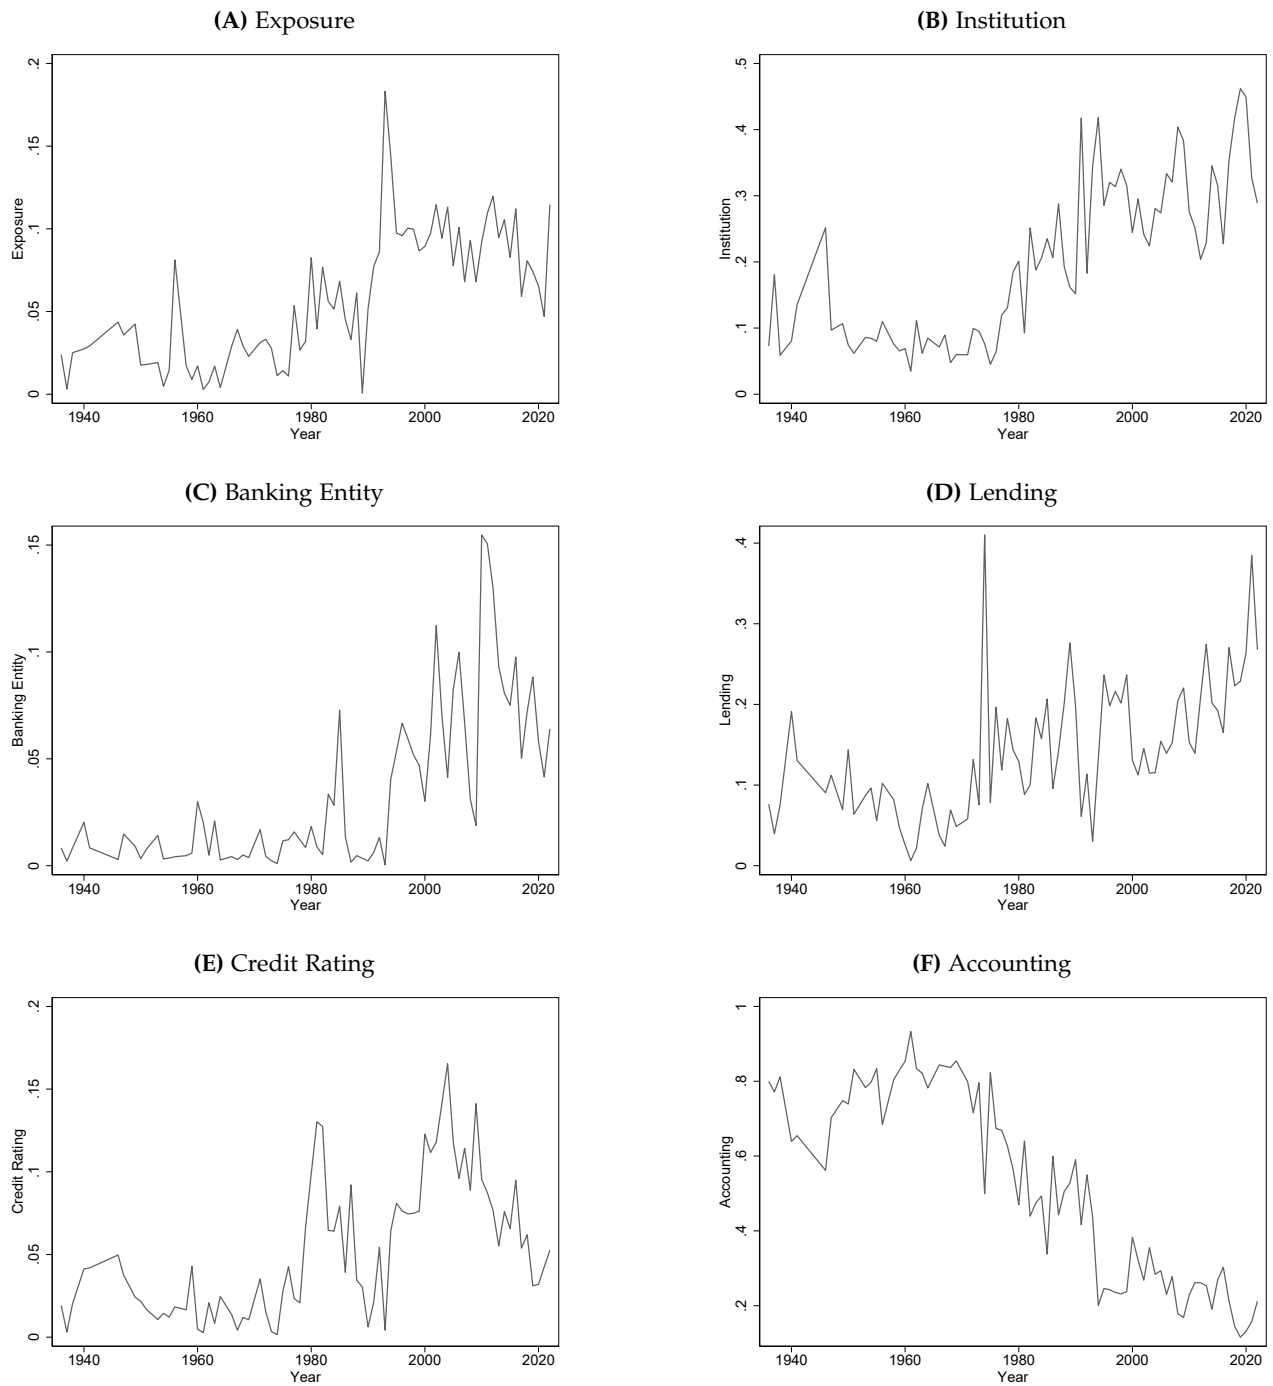 (A) Exposure
.2
.15
.1
.05
0
Exposure
1940 1960 1980 2000 2020
Year
(B) Institution
.5
.4
.3
.2
.1
0
Institution
1940 1960 1980 2000 2020
Year
(C) Banking Entity
.15
.1
.05
0
Banking Entity
1940 1960 1980 2000 2020
Year
(D) Lending
.4
.3
.2
.1
0
Lending
1940 1960 1980 2000 2020
Year
(E) Credit Rating
.2
.15
.1
.05
0
Credit Rating
1940 1960 1980 2000 2020
Year
(F) Accounting
1
.8
.6
.4
.2
Accounting
1940 1960 1980 2000 2020
Year